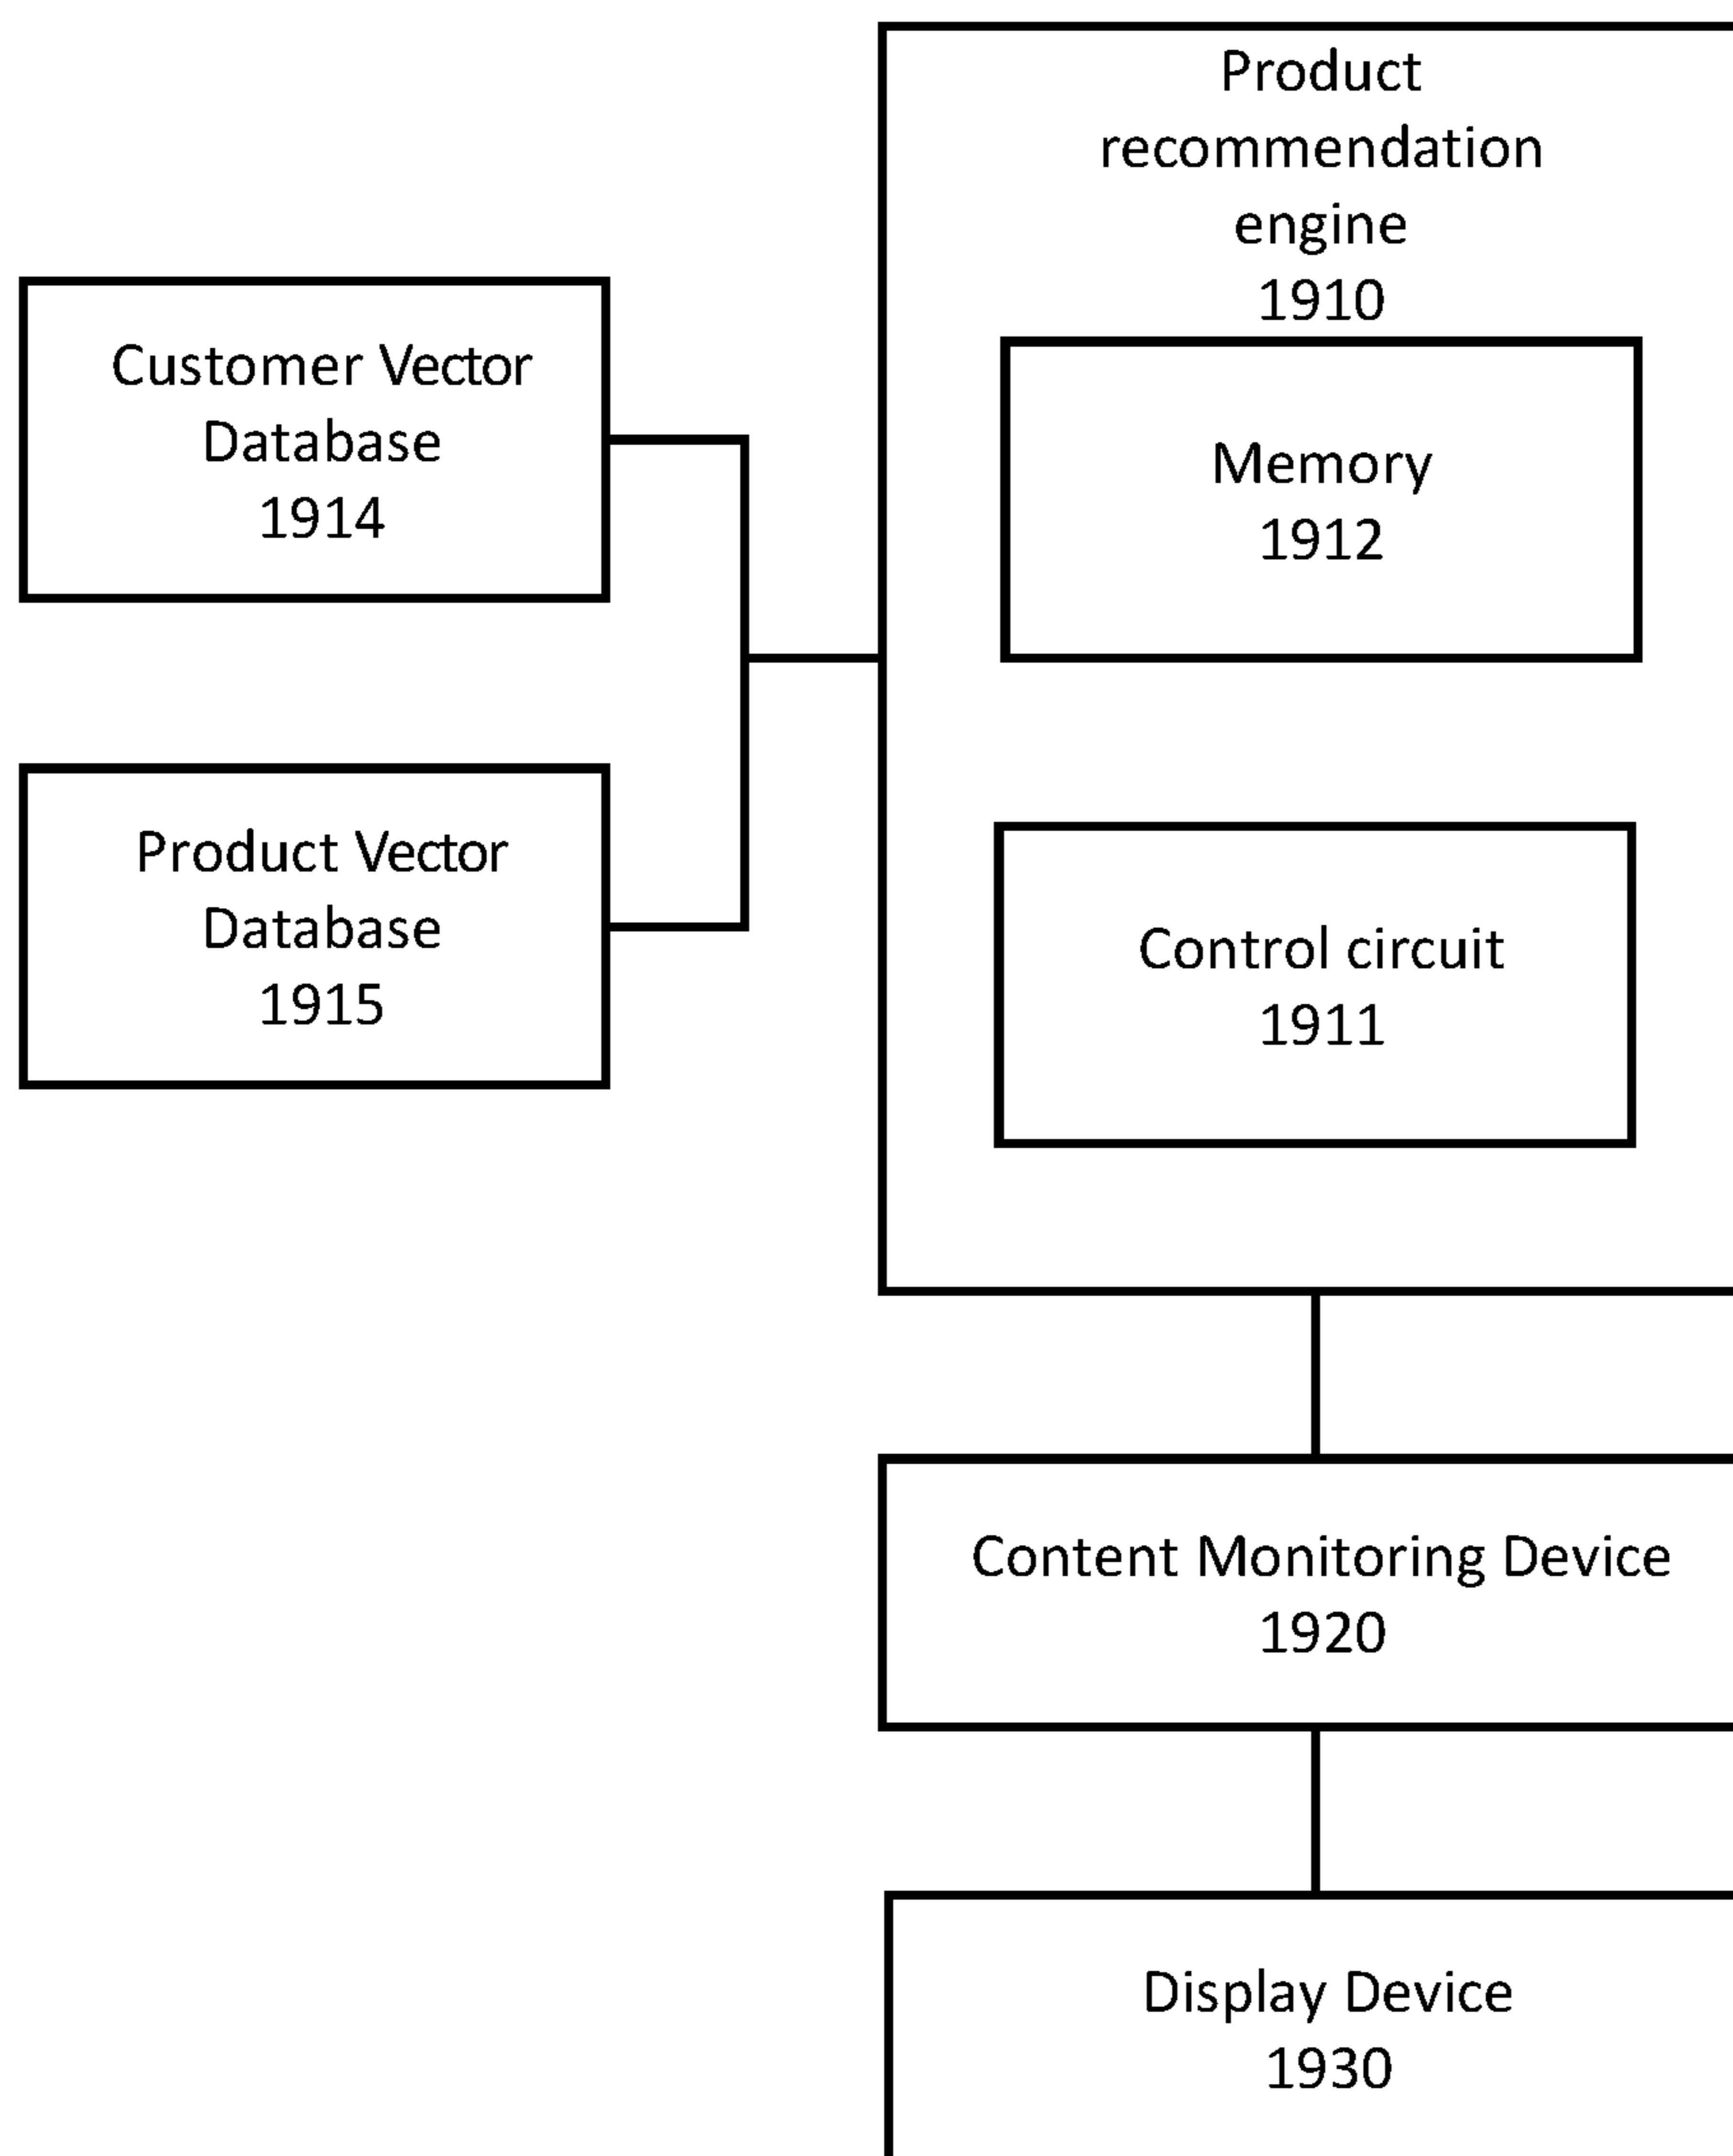 Product
recommendation
engine
1910
Memory
1912
Control circuit
1911
Customer Vector
Database
1914
Product Vector
Database
1915
Content Monitoring Device
1920
Display Device
1930